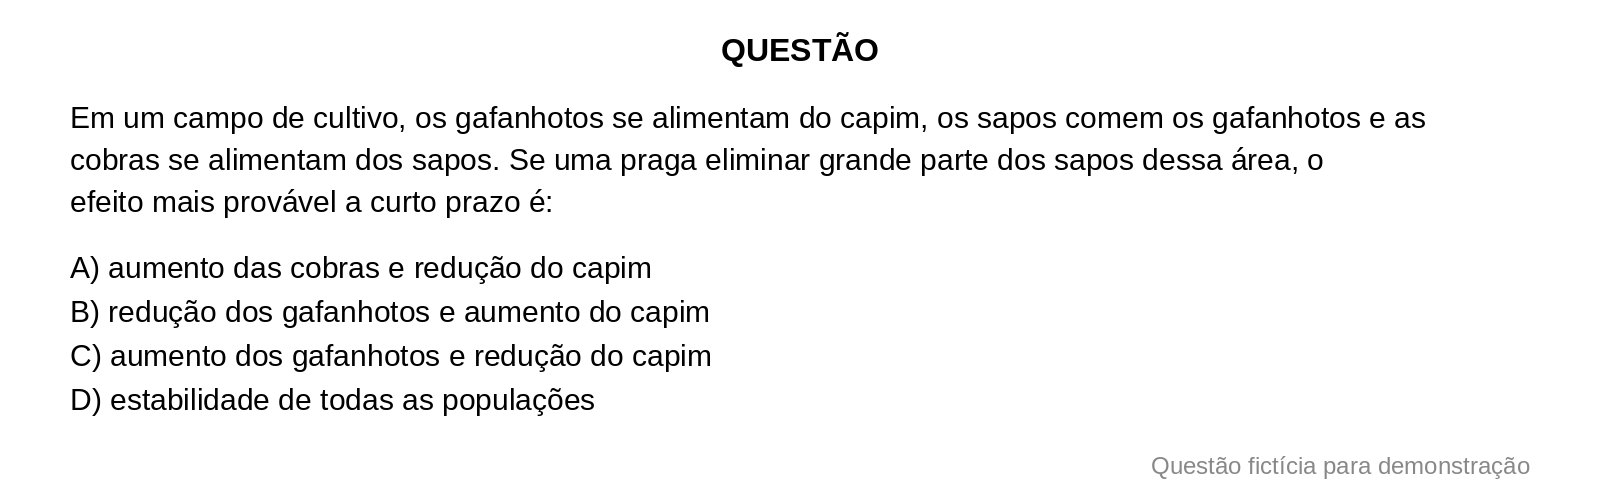 QUESTÃO
Em um campo de cultivo, os gafanhotos se alimentam do capim, os sapos comem os gafanhotos e as
cobras se alimentam dos sapos. Se uma praga eliminar grande parte dos sapos dessa área, o
efeito mais provável a curto prazo é:
A) aumento das cobras e redução do capim
B) redução dos gafanhotos e aumento do capim
C) aumento dos gafanhotos e redução do capim
D) estabilidade de todas as populações
Questão fictícia para demonstração